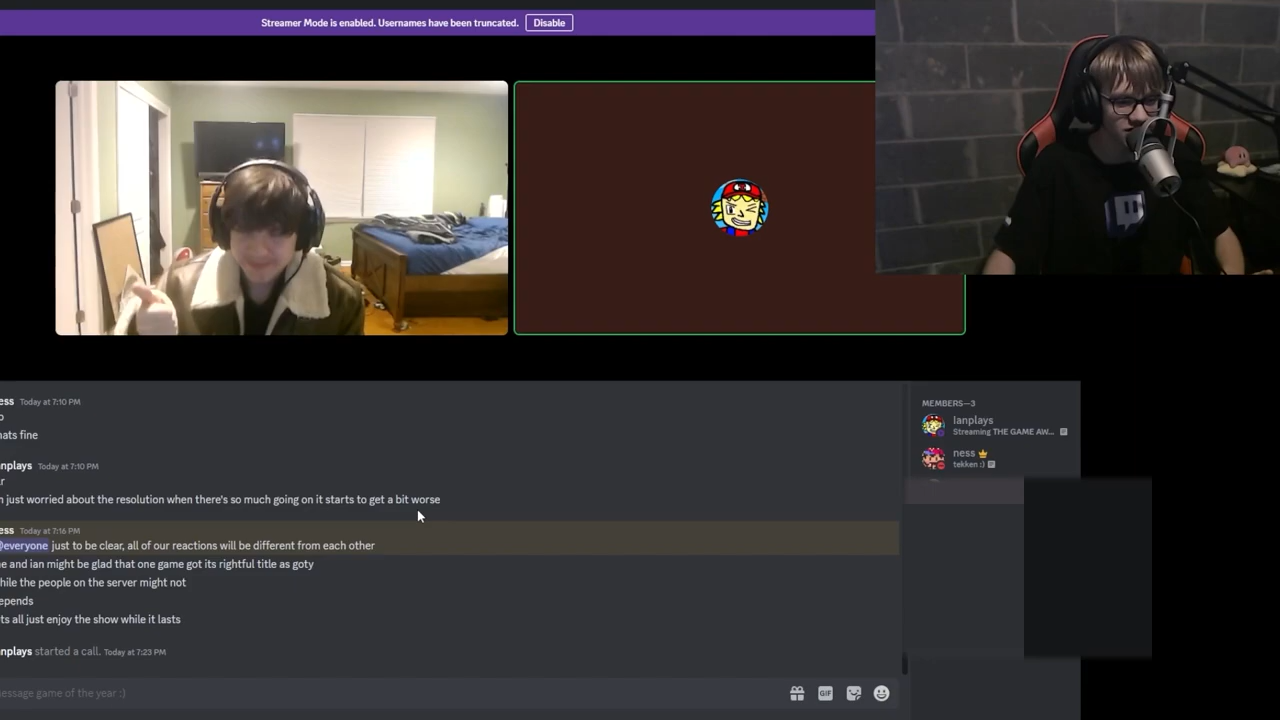 Streamer Mode is enabled. Usernames have been truncated. Disable
ess Today at 7:10 PM
o
hats fine
anplays Today at 7:10 PM
r
n just worried about the resolution when there's so much going on it starts to get a bit worse
ess Today at 7:16 PM
@everyone just to be clear, all of our reactions will be different from each other
e and ian might be glad that one game got its rightful title as goty
hile the people on the server might not
epends
ts all just enjoy the show while it lasts
anplays started a call. Today at 7:23 PM
essage game of the year :)
GIF
MEMBERS—3
Ianplays
Streaming THE GAME AW...
ness
tekken :)